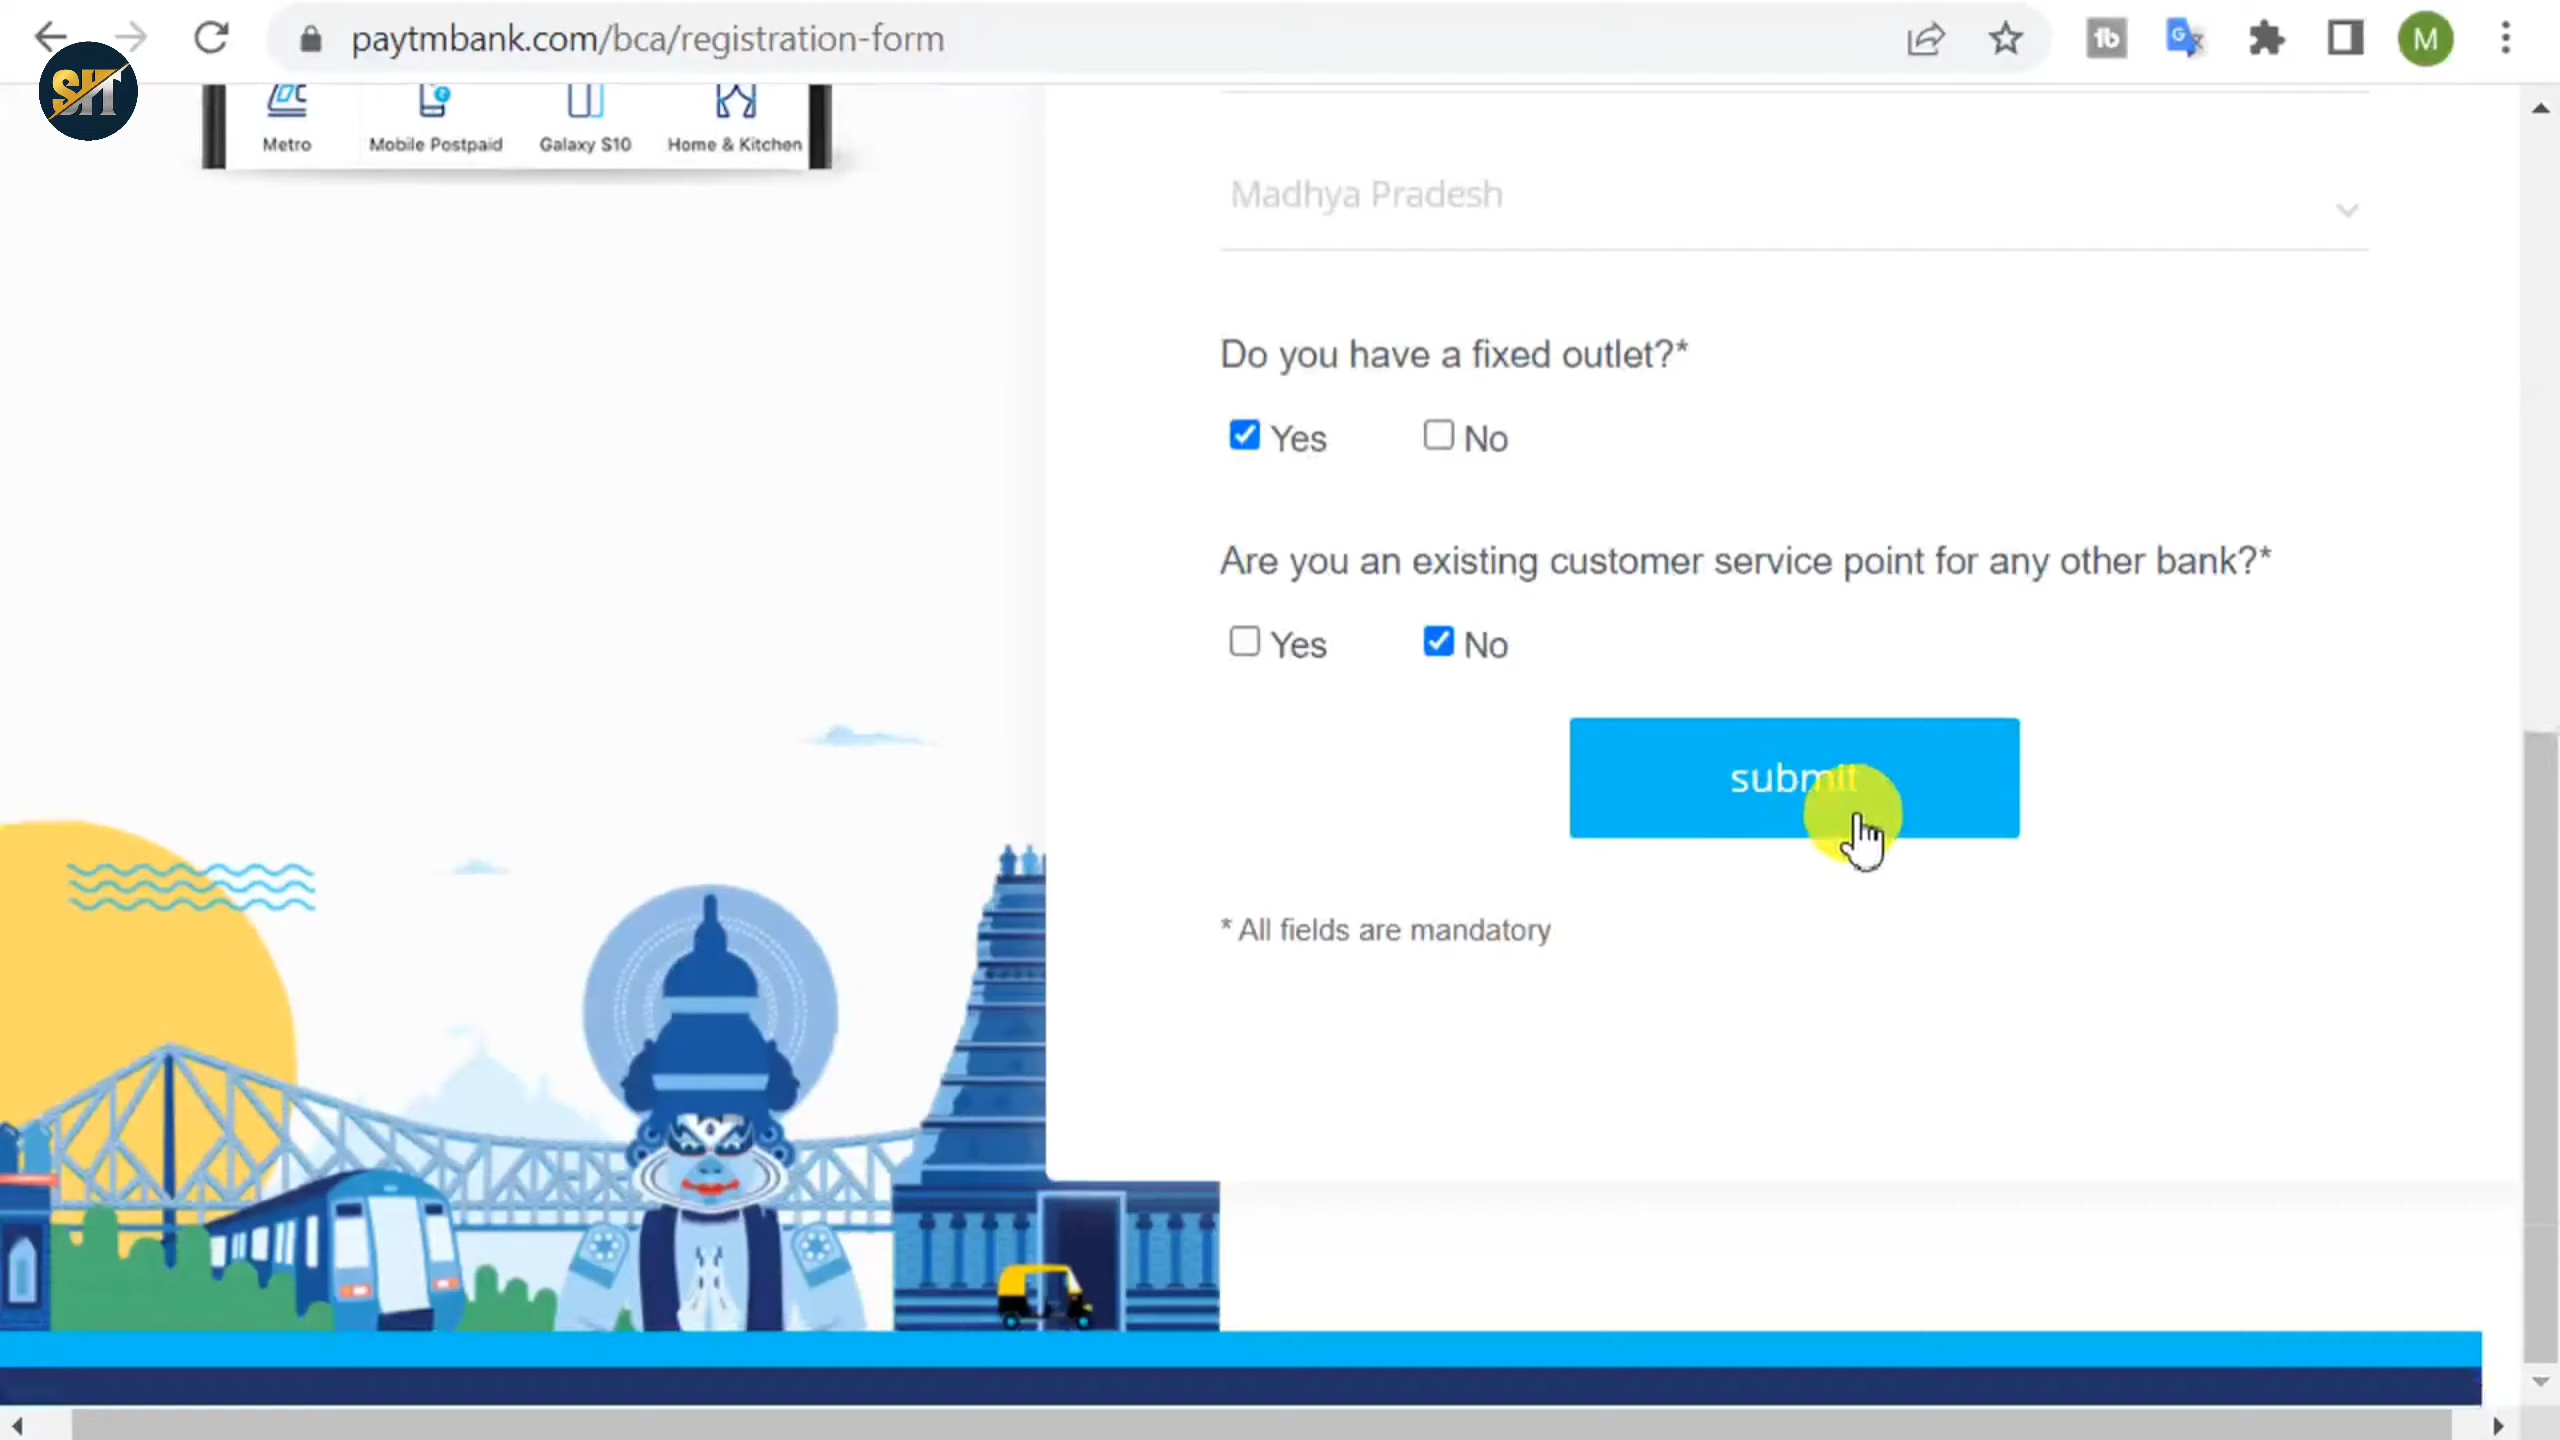 paytmbank.com/bca/registration-form
M
SHT
Metro
Mobile Postpaid
Galaxy S10
Home & Kitchen
Madhya Pradesh
Do you have a fixed outlet?*
Yes
No
Are you an existing customer service point for any other bank?*
Yes
No
submit
* All fields are mandatory